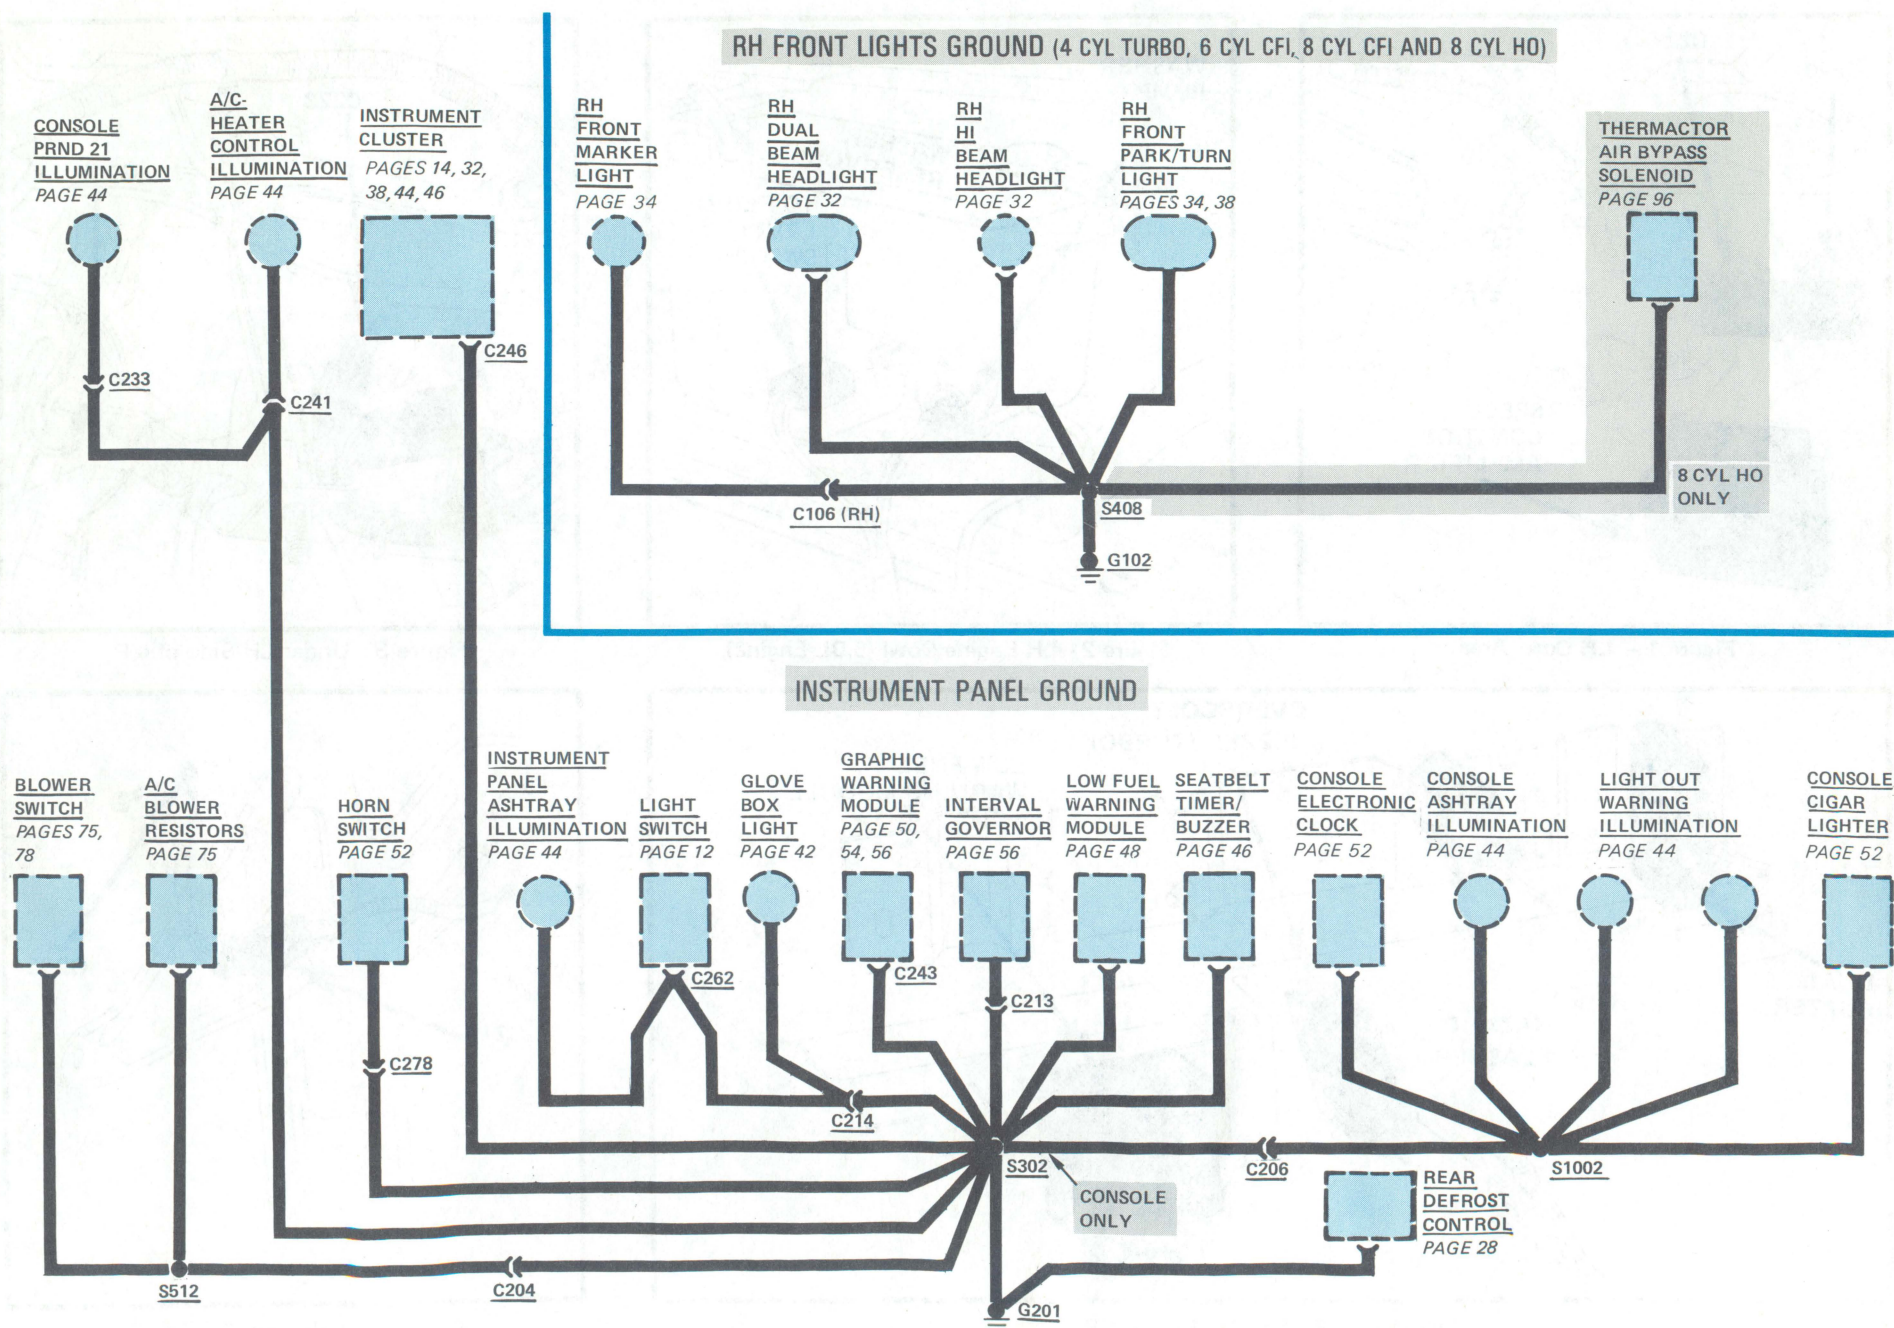 RH FRONT LIGHTS GROUND (4 CYL TURBO, 6 CYL CFI, 8 CYL CFI AND 8 CYL HO)
CONSOLE
PRND 21
ILLUMINATION
PAGE 44
A/C-
HEATER
CONTROL
ILLUMINATION
PAGE 44
INSTRUMENT
CLUSTER
PAGES 14, 32,
38, 44, 46
RH
FRONT
MARKER
LIGHT
PAGE 34
RH
DUAL
BEAM
HEADLIGHT
PAGE 32
RH
HI
BEAM
HEADLIGHT
PAGE 32
RH
FRONT
PARK/TURN
LIGHT
PAGES 34, 38
THERMACTOR
AIR BYPASS
SOLENOID
PAGE 96
C246
C233
C241
8 CYL HO
ONLY
C106 (RH)
S408
G102
INSTRUMENT PANEL GROUND
BLOWER
SWITCH
PAGES 75,
78
A/C
BLOWER
RESISTORS
PAGE 75
HORN
SWITCH
PAGE 52
INSTRUMENT
PANEL
ASHTRAY
ILLUMINATION
PAGE 44
LIGHT
SWITCH
PAGE 12
GLOVE
BOX
LIGHT
PAGE 42
GRAPHIC
WARNING
MODULE
PAGE 50,
54, 56
INTERVAL
GOVERNOR
PAGE 56
LOW FUEL
WARNING
MODULE
PAGE 48
SEATBELT
TIMER/
BUZZER
PAGE 46
CONSOLE
ELECTRONIC
CLOCK
PAGE 52
CONSOLE
ASHTRAY
ILLUMINATION
PAGE 44
LIGHT OUT
WARNING
ILLUMINATION
PAGE 44
CONSOLE
CIGAR
LIGHTER
PAGE 52
C262
C243
C213
C278
C214
S302
C206
S1002
CONSOLE
ONLY
REAR
DEFROST
CONTROL
PAGE 28
S512
C204
G201